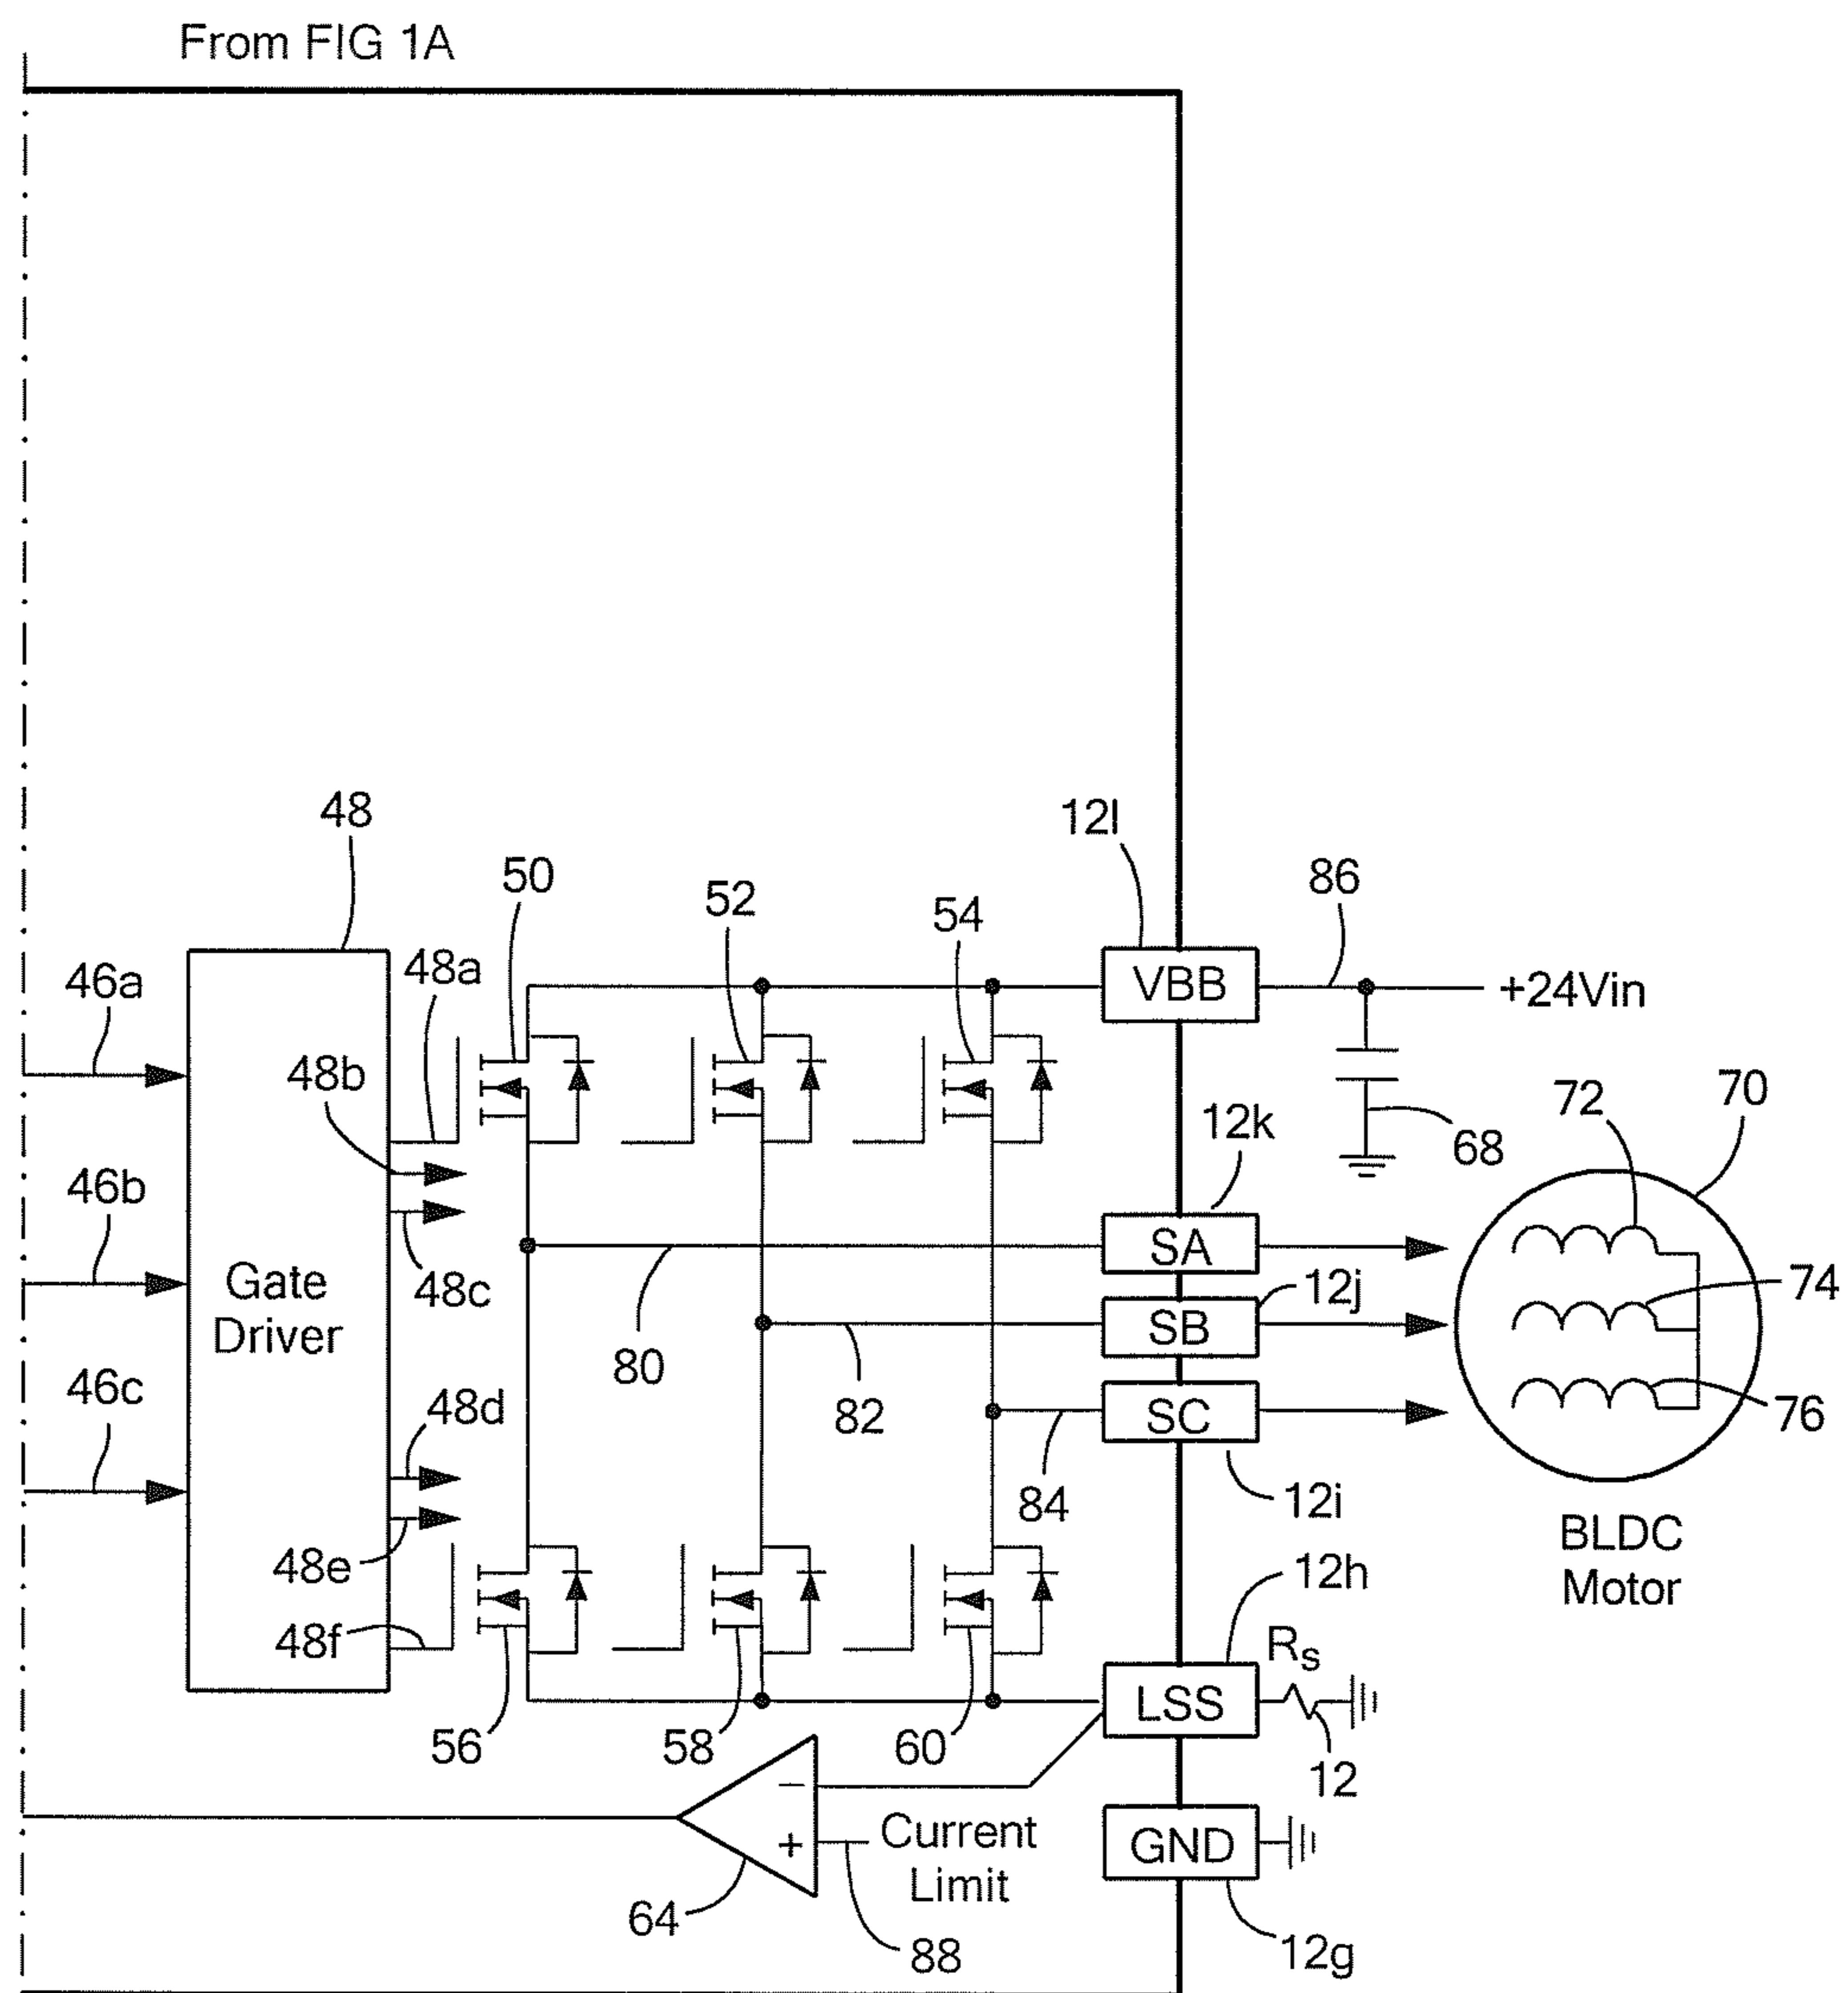 From FIG 1A
48
50
52
54
12l
86
46a
48a
VBB
+24Vin
48b
72
70
12k
68
46b
SA
Gate
Driver
48c
12j
74
80
SB
82
46c
48d
SC
76
84
12i
BLDC
Motor
48e
12h
48f
Rs
LSS
56
58
60
12
Current
Limit
GND
64
88
12g
−
+